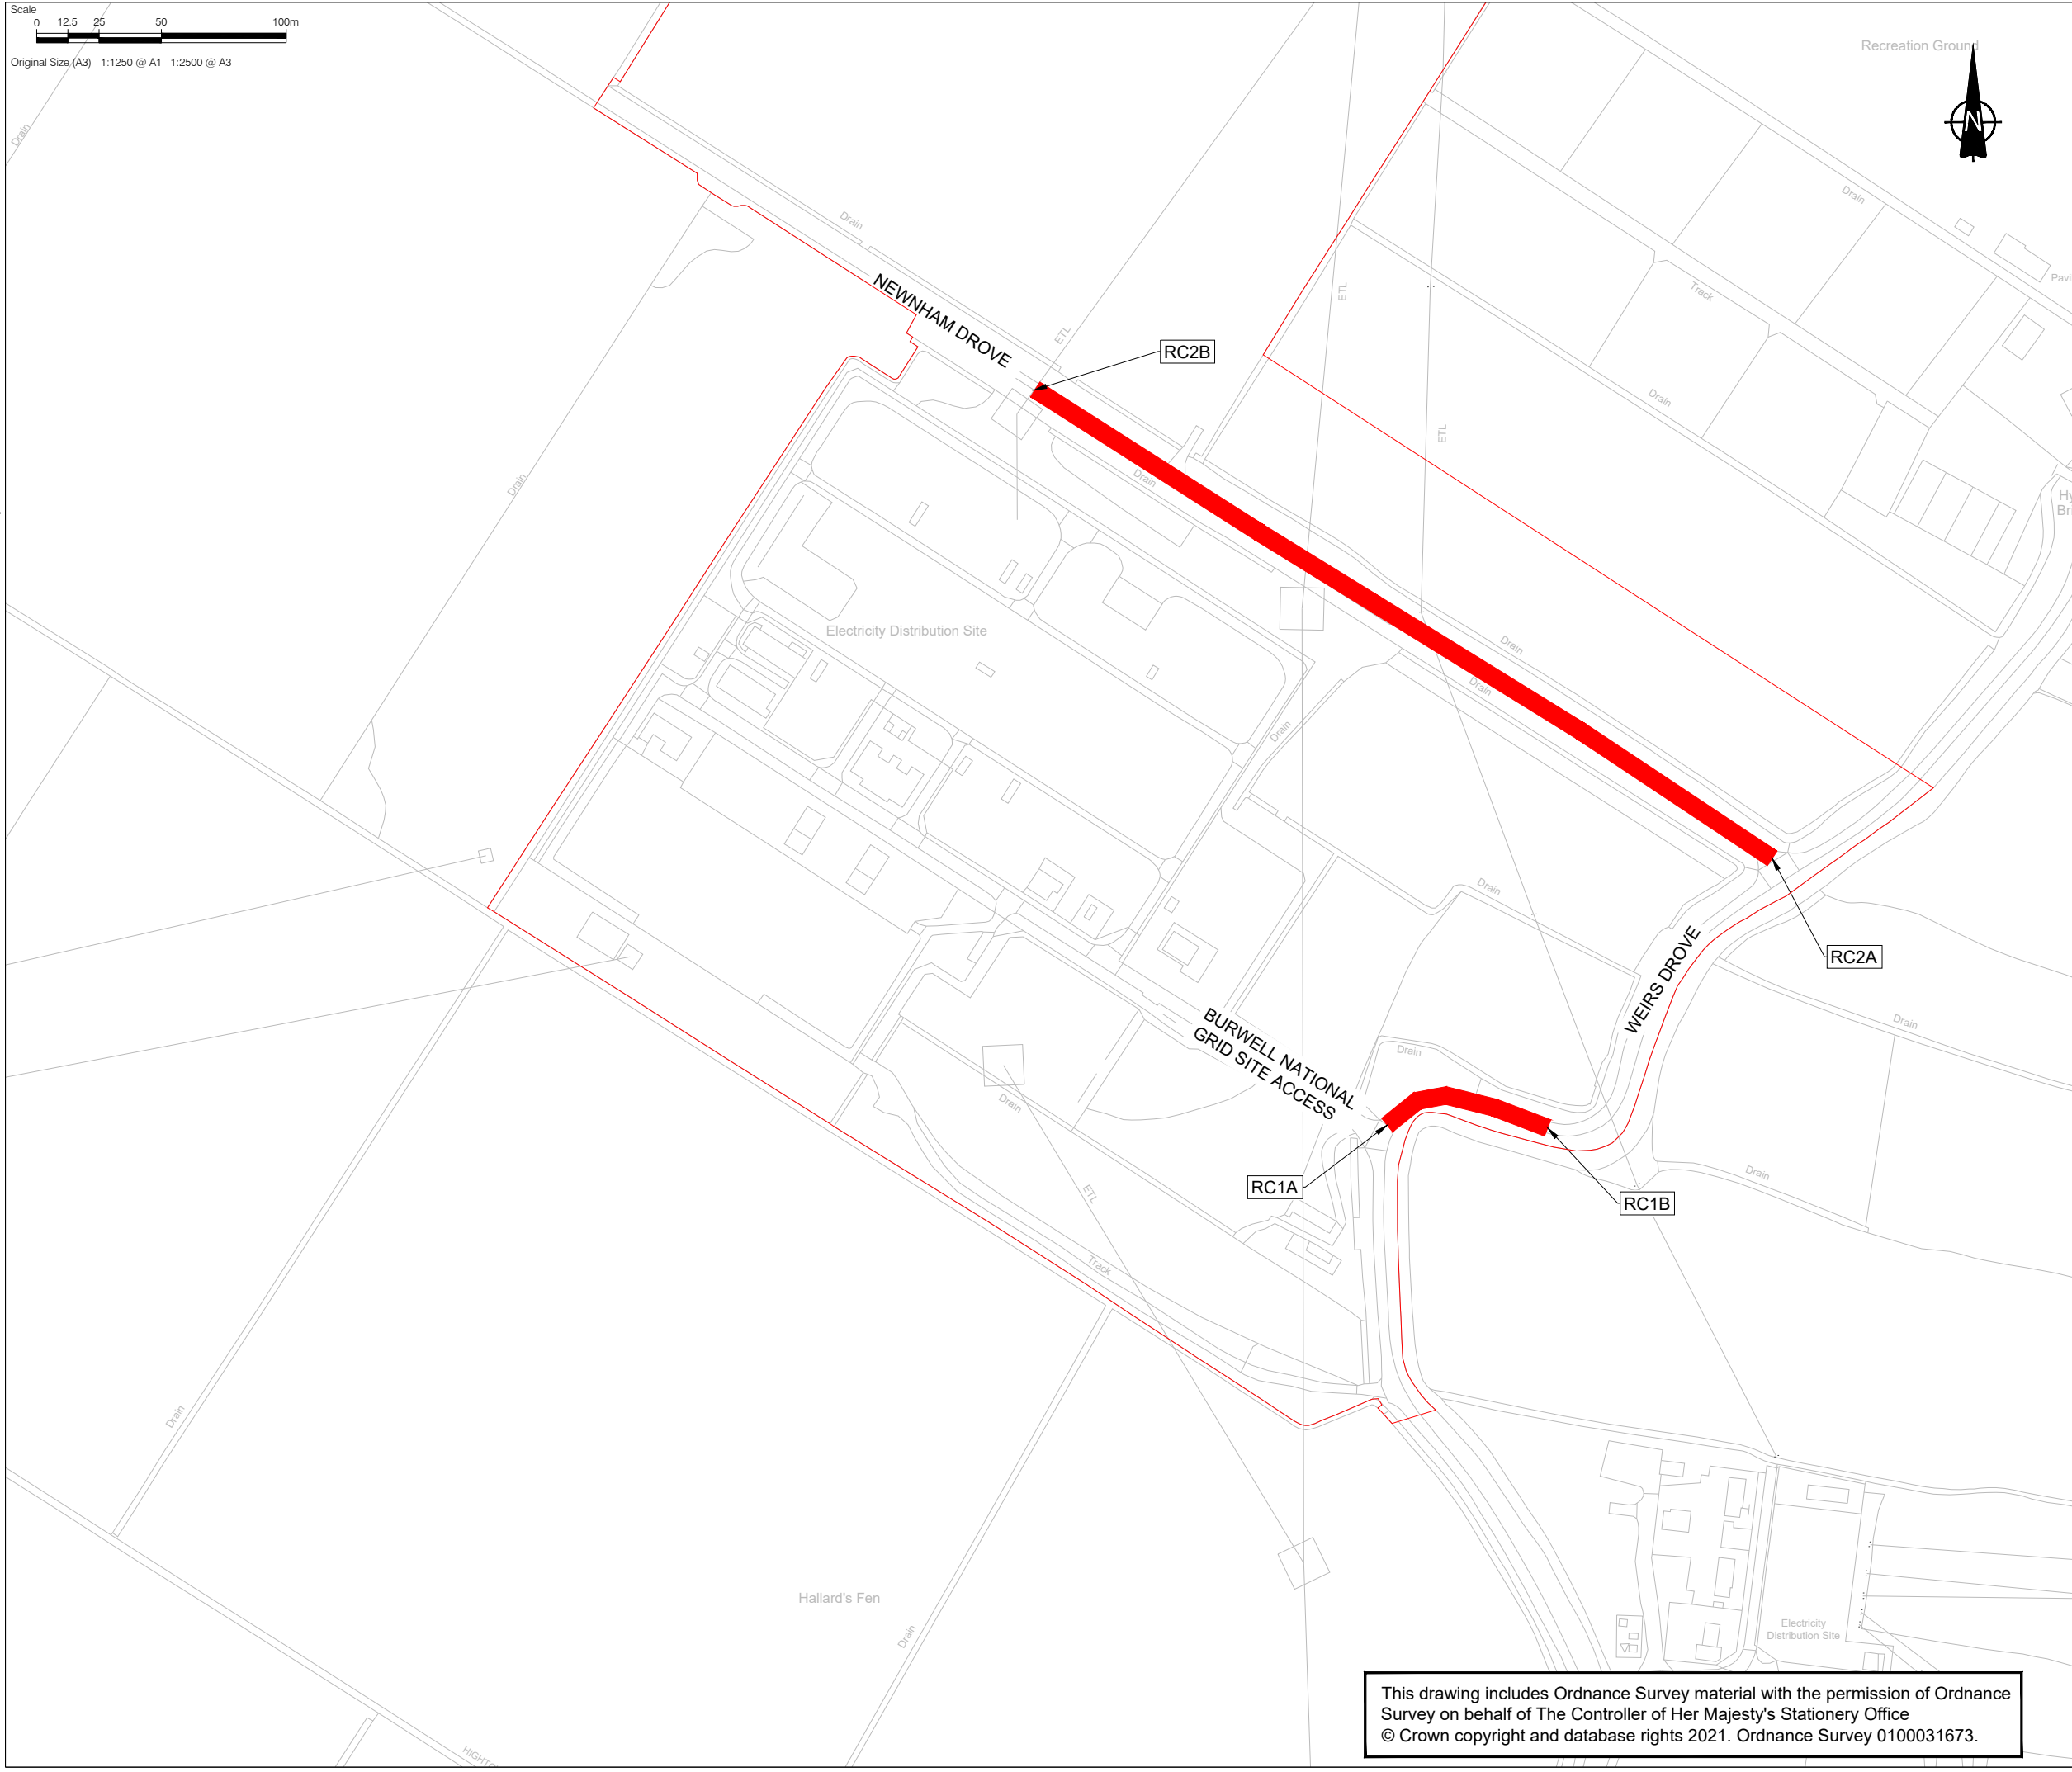 Scale
0 12.5 25 50 100m
Original Size (A3) 1:1250 @ A1 1:2500 @ A3
Recreation Ground
N
Drain
Drain
Drain
Track
NEWNHAM DROVE
ETL
ETL
RC2B
Drain
ETL
Drain
Drain
Drain
Electricity Distribution Site
Drain
Drain
Drain
Drain
WEIRS DROVE
RC2A
BURWELL NATIONAL
GRID SITE ACCESS
Drain
Drain
Drain
Drain
RC1A
RC1B
ETL
Track
Drain
Hallard's Fen
Drain
Electricity
Distribution Site
This drawing includes Ordnance Survey material with the permission of Ordnance
Survey on behalf of The Controller of Her Majesty's Stationery Office
© Crown copyright and database rights 2021. Ordnance Survey 0100031673.